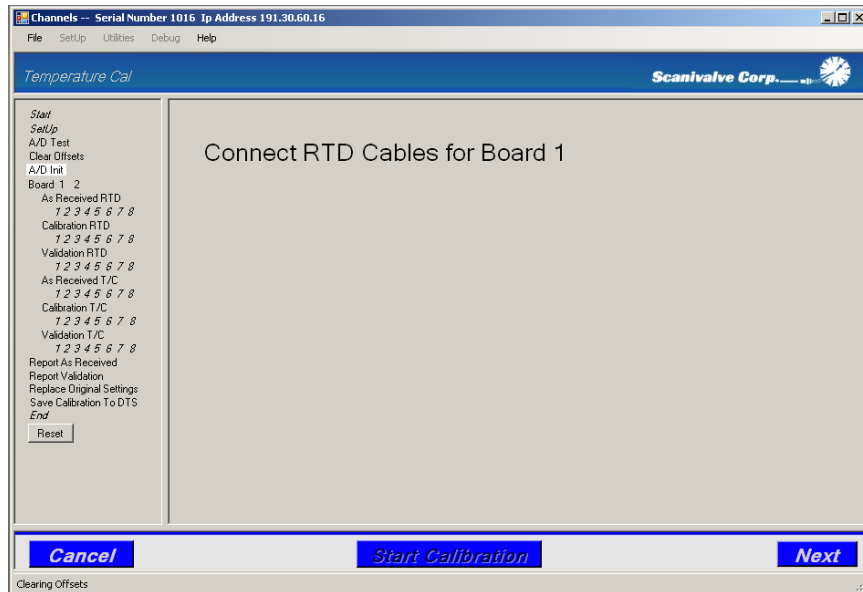 Channels -- Serial Number 1016 Ip Address 191.30.60.16
File SetUp Utilities Debug Help
Temperature Cal
Scanivalve Corp.
Start
SetUp
A/D Test
Clear Offsets
A/D Init
Board 1 2
As Received RTD
1 2 3 4 5 6 7 8
Calibration RTD
1 2 3 4 5 6 7 8
Validation RTD
1 2 3 4 5 6 7 8
As Received T/C
1 2 3 4 5 6 7 8
Calibration T/C
1 2 3 4 5 6 7 8
Validation T/C
1 2 3 4 5 6 7 8
Report As Received
Report Validation
Replace Original Settings
Save Calibration To DTS
End
Reset
Connect RTD Cables for Board 1
Cancel Start Calibration Next
Clearing Offsets